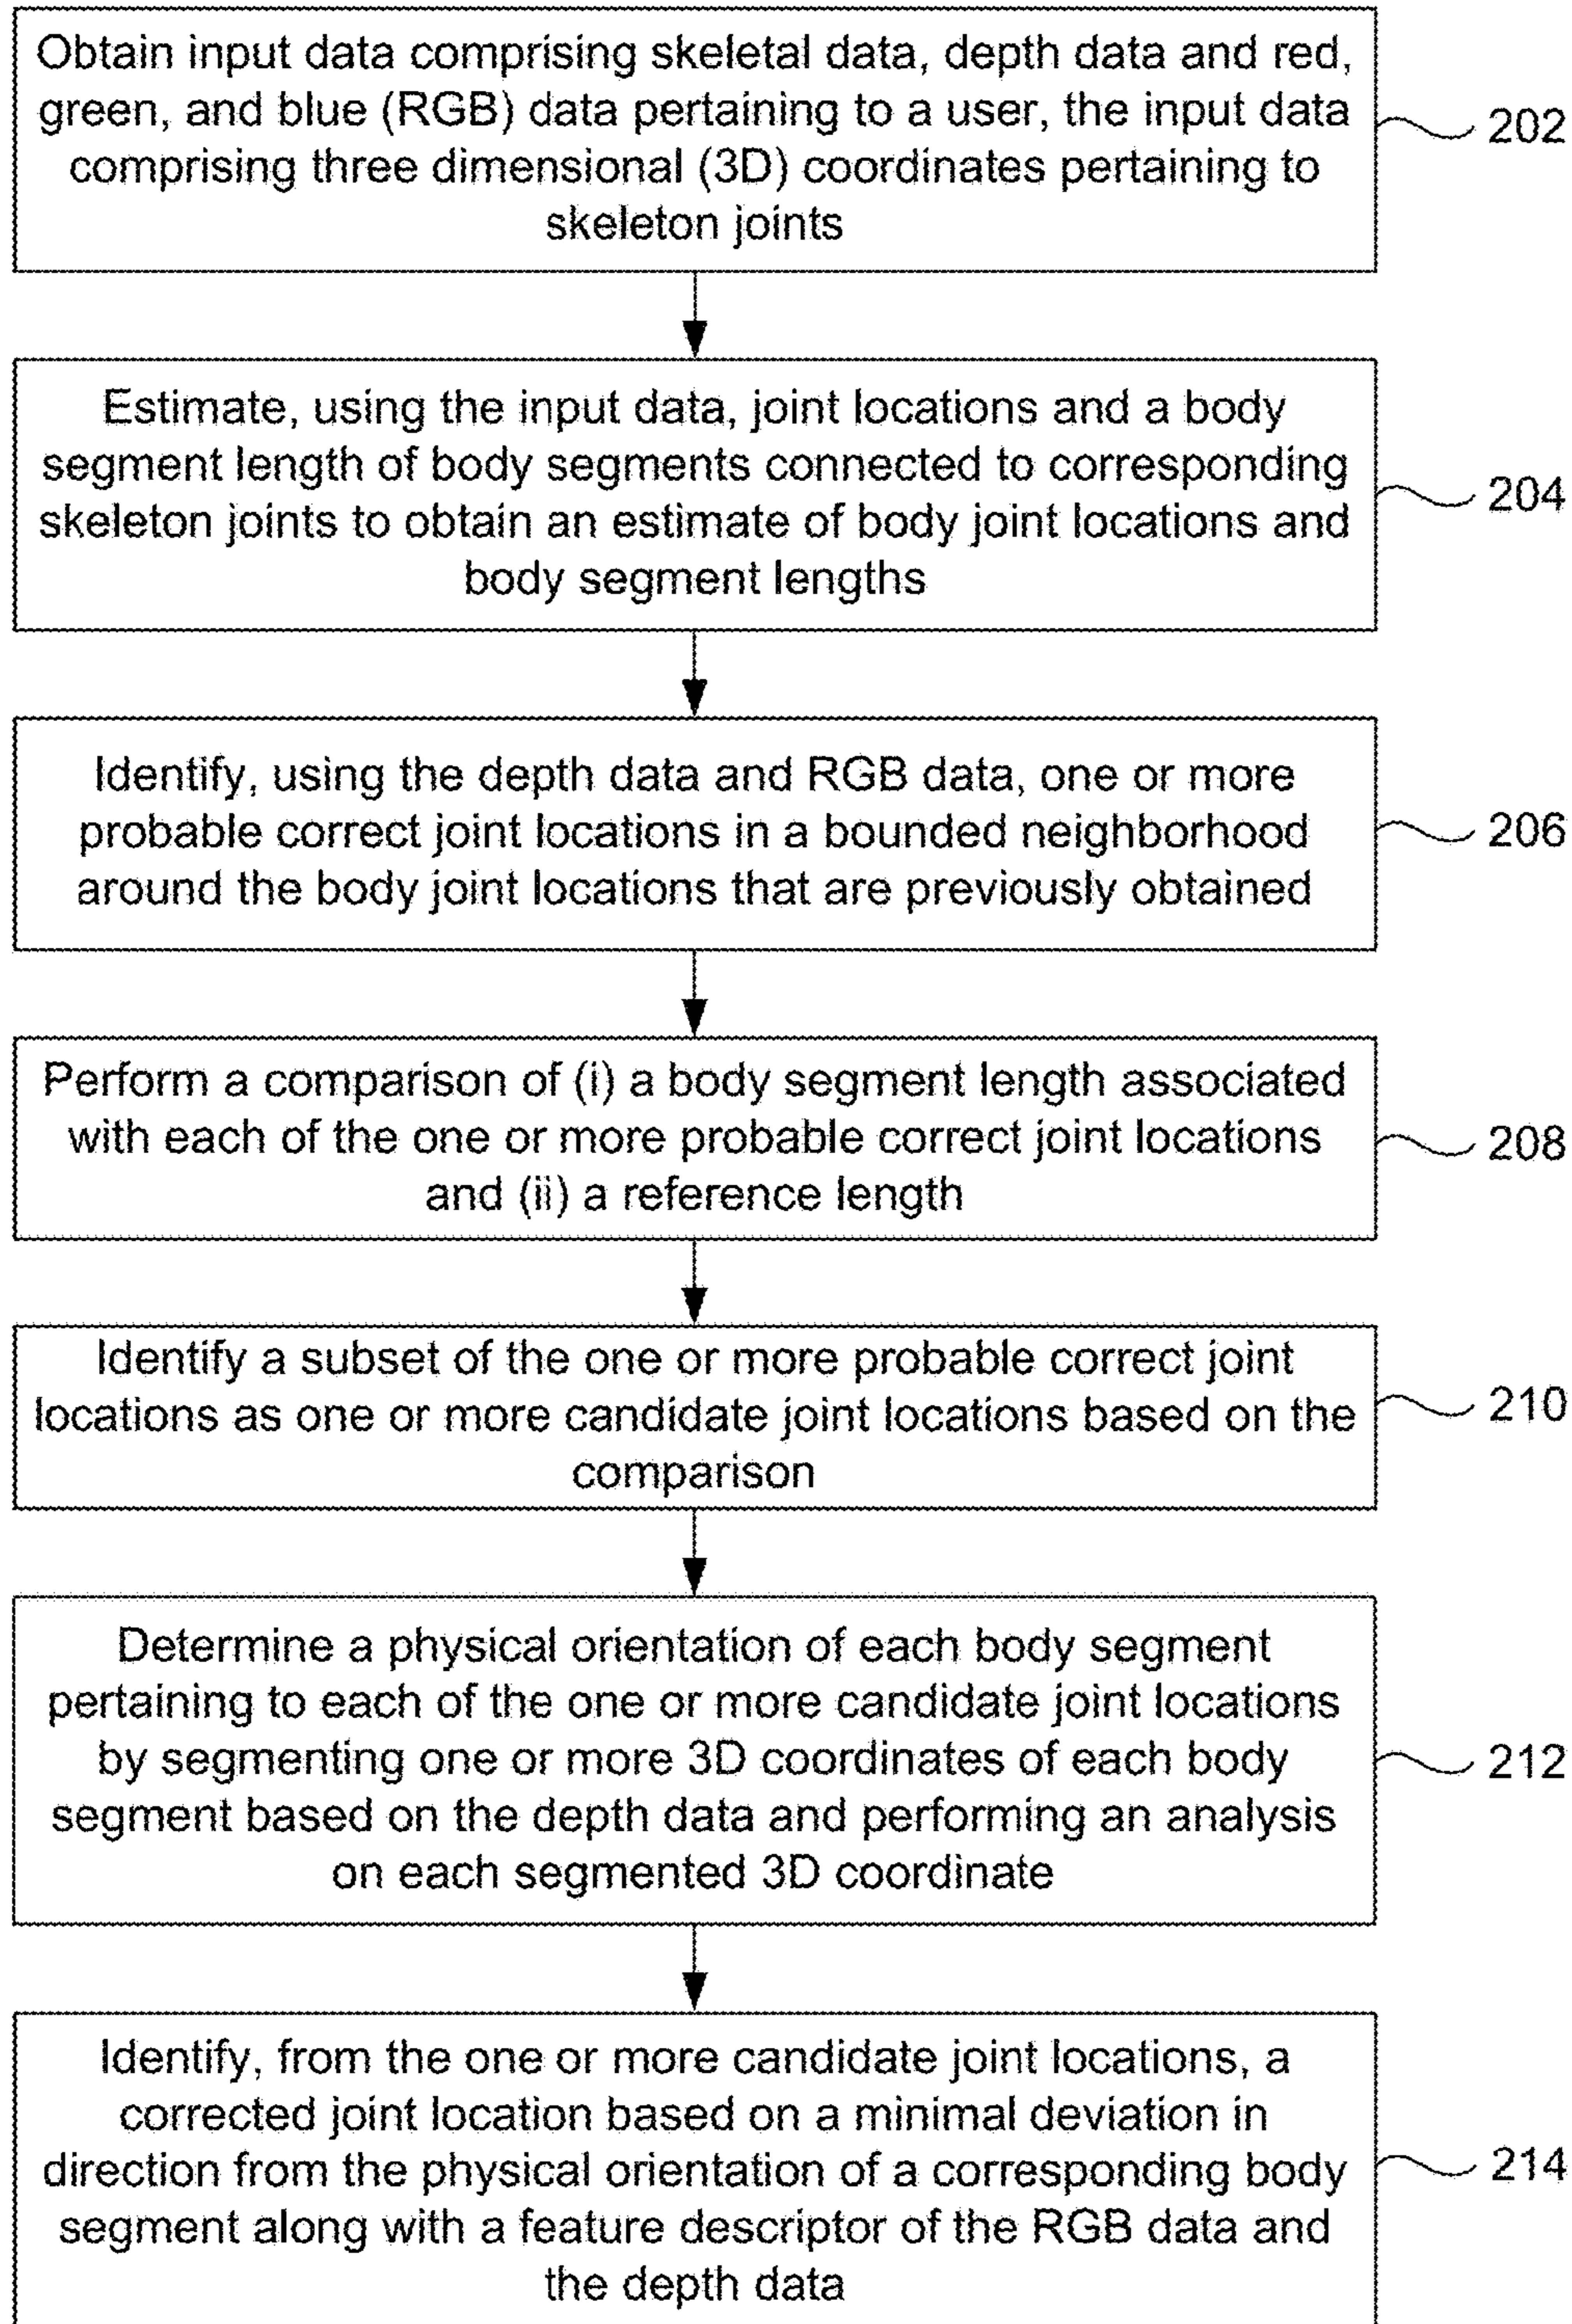 Obtain input data comprising skeletal data, depth data and red,
green, and blue (RGB) data pertaining to a user, the input data
comprising three dimensional (3D) coordinates pertaining to
skeleton joints
202
Estimate, using the input data, joint locations and a body
segment length of body segments connected to corresponding
skeleton joints to obtain an estimate of body joint locations and
body segment lengths
204
Identify, using the depth data and RGB data, one or more
probable correct joint locations in a bounded neighborhood
around the body joint locations that are previously obtained
206
Perform a comparison of (i) a body segment length associated
with each of the one or more probable correct joint locations
and (ii) a reference length
208
Identify a subset of the one or more probable correct joint
locations as one or more candidate joint locations based on the
comparison
210
Determine a physical orientation of each body segment
pertaining to each of the one or more candidate joint locations
by segmenting one or more 3D coordinates of each body
segment based on the depth data and performing an analysis
on each segmented 3D coordinate
212
Identify, from the one or more candidate joint locations, a
corrected joint location based on a minimal deviation in
direction from the physical orientation of a corresponding body
segment along with a feature descriptor of the RGB data and
the depth data
214